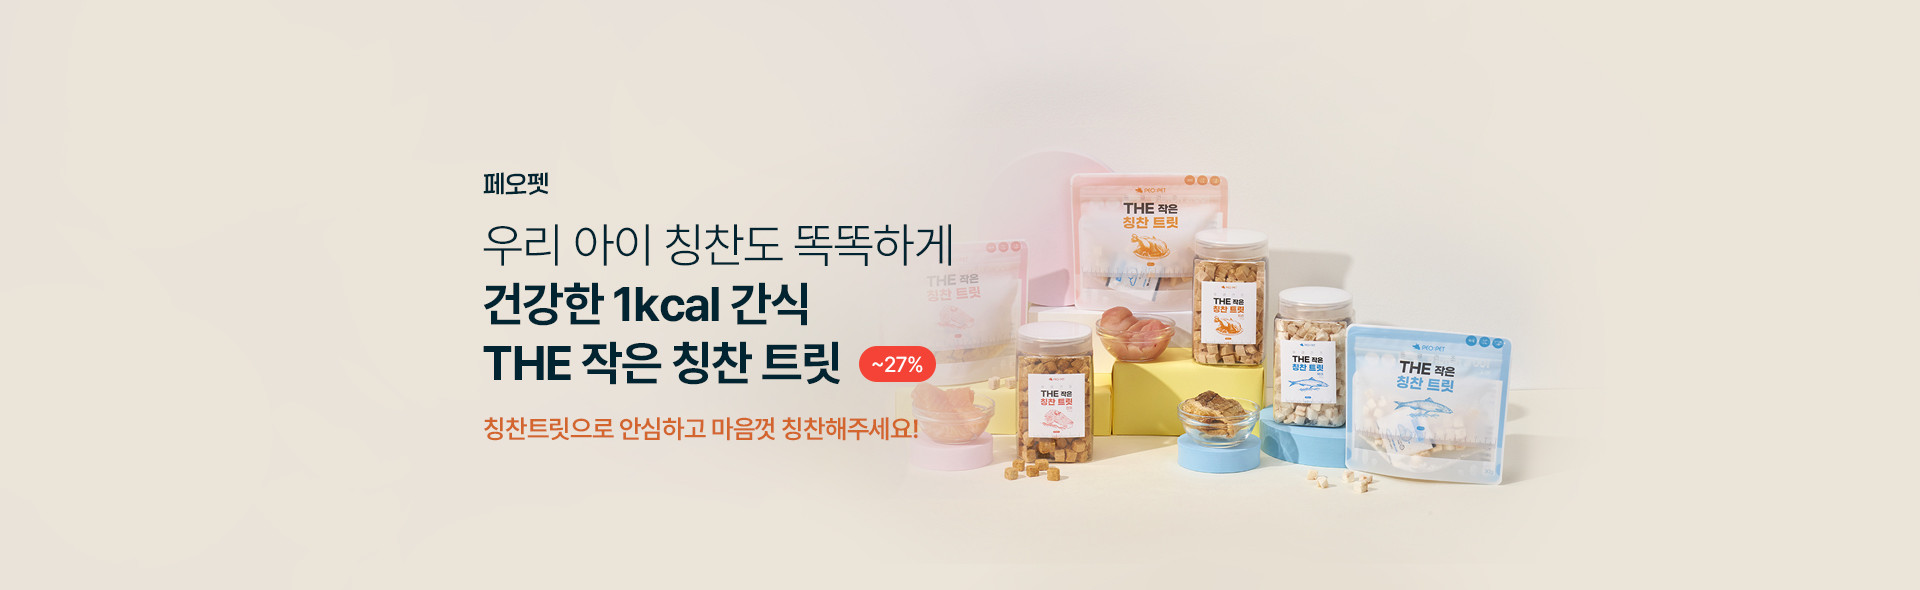 페오펫
우리 아이 칭찬도 똑똑하게
건강한 1kcal 간식
THE 작은 칭찬 트릿 ~27%
칭찬트릿으로 안심하고 마음껏 칭찬해주세요!
PEO·PET
THE 작은
칭찬 트릿
THE 작은
칭찬 트릿
THE 작은
칭찬 트릿
THE 작은
칭찬 트릿
THE 작은
칭찬 트릿
PEO·PET
THE 작은
칭찬 트릿